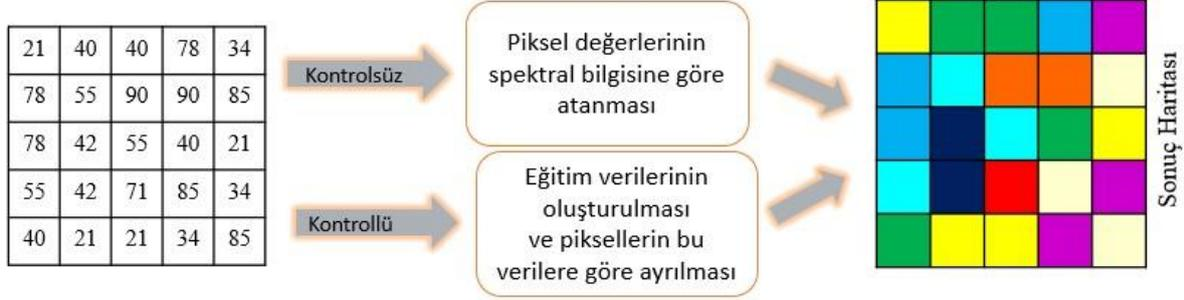 21 40 40 78 34
78 55 90 90 85
78 42 55 40 21
55 42 71 85 34
40 21 21 34 85
Kontrolsüz
Kontrollü
Piksel değerlerinin
spektral bilgisine göre
atanması
Eğitim verilerinin
oluşturulması
ve piksellerin bu
verilere göre ayrılması
Sonuç Haritası